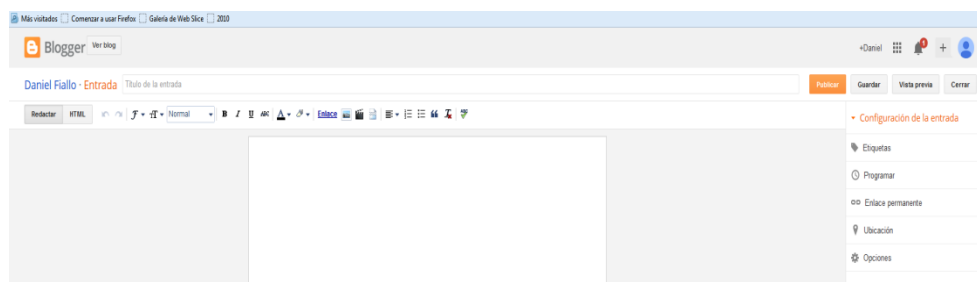 Más visitados Comenzar a usar Firefox Galería de Web Slice 2010
Blogger Ver blog +Daniel
Daniel Fiallo · Entrada Título de la entrada Publicar Guardar Vista previa Cerrar
Redactar HTML Normal B I U ABC A Enlace
Configuración de la entrada
Etiquetas
Programar
Enlace permanente
Ubicación
Opciones